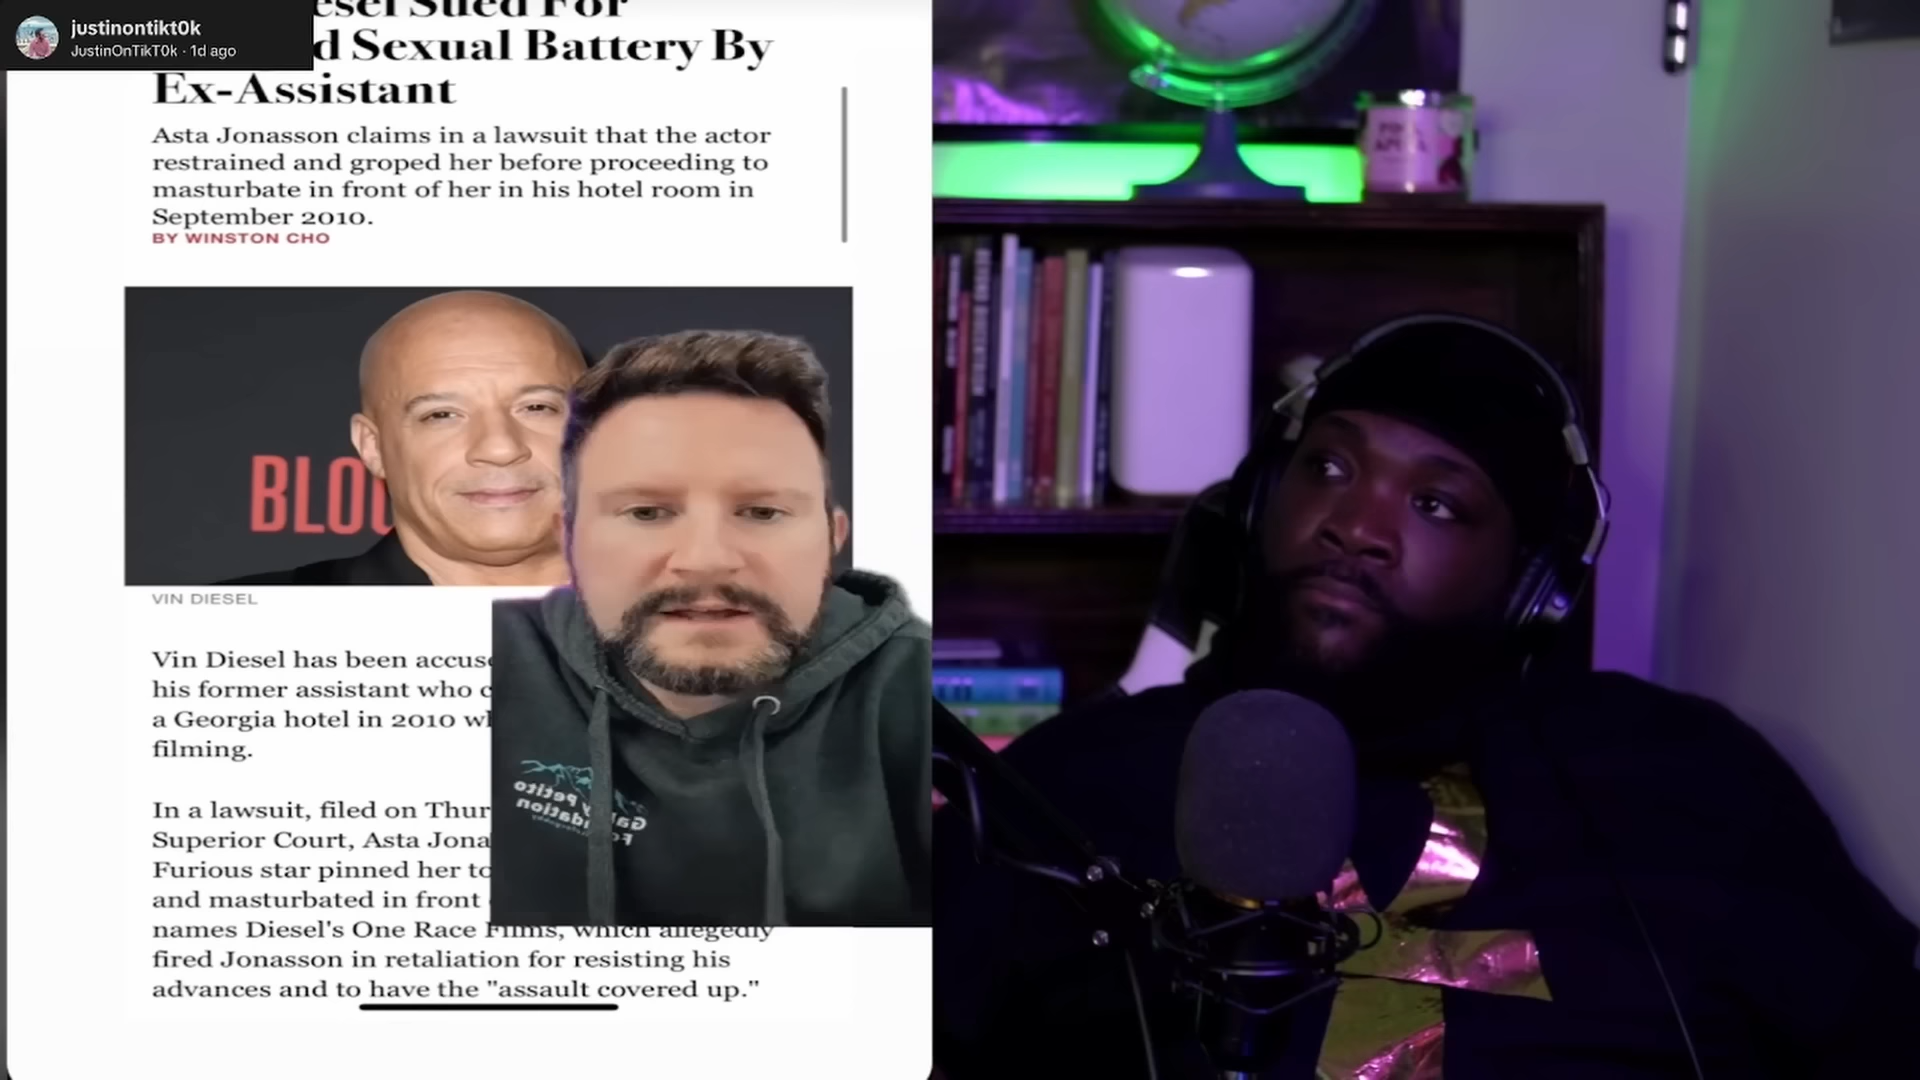 justinontikt0k
JustinOnTikT0k · 1d ago
esel Sued For
d Sexual Battery By
Ex-Assistant
Asta Jonasson claims in a lawsuit that the actor
restrained and groped her before proceeding to
masturbate in front of her in his hotel room in
September 2010.
BY WINSTON CHO
BLO
VIN DIESEL
Vin Diesel has been accuse
his former assistant who
a Georgia hotel in 2010
filming.
In a lawsuit, filed on Thur
Superior Court, Asta Jona
Furious star pinned her to
and masturbated in front
names Diesel's One Race Films, which allegedly
fired Jonasson in retaliation for resisting his
advances and to have the "assault covered up."
Petito